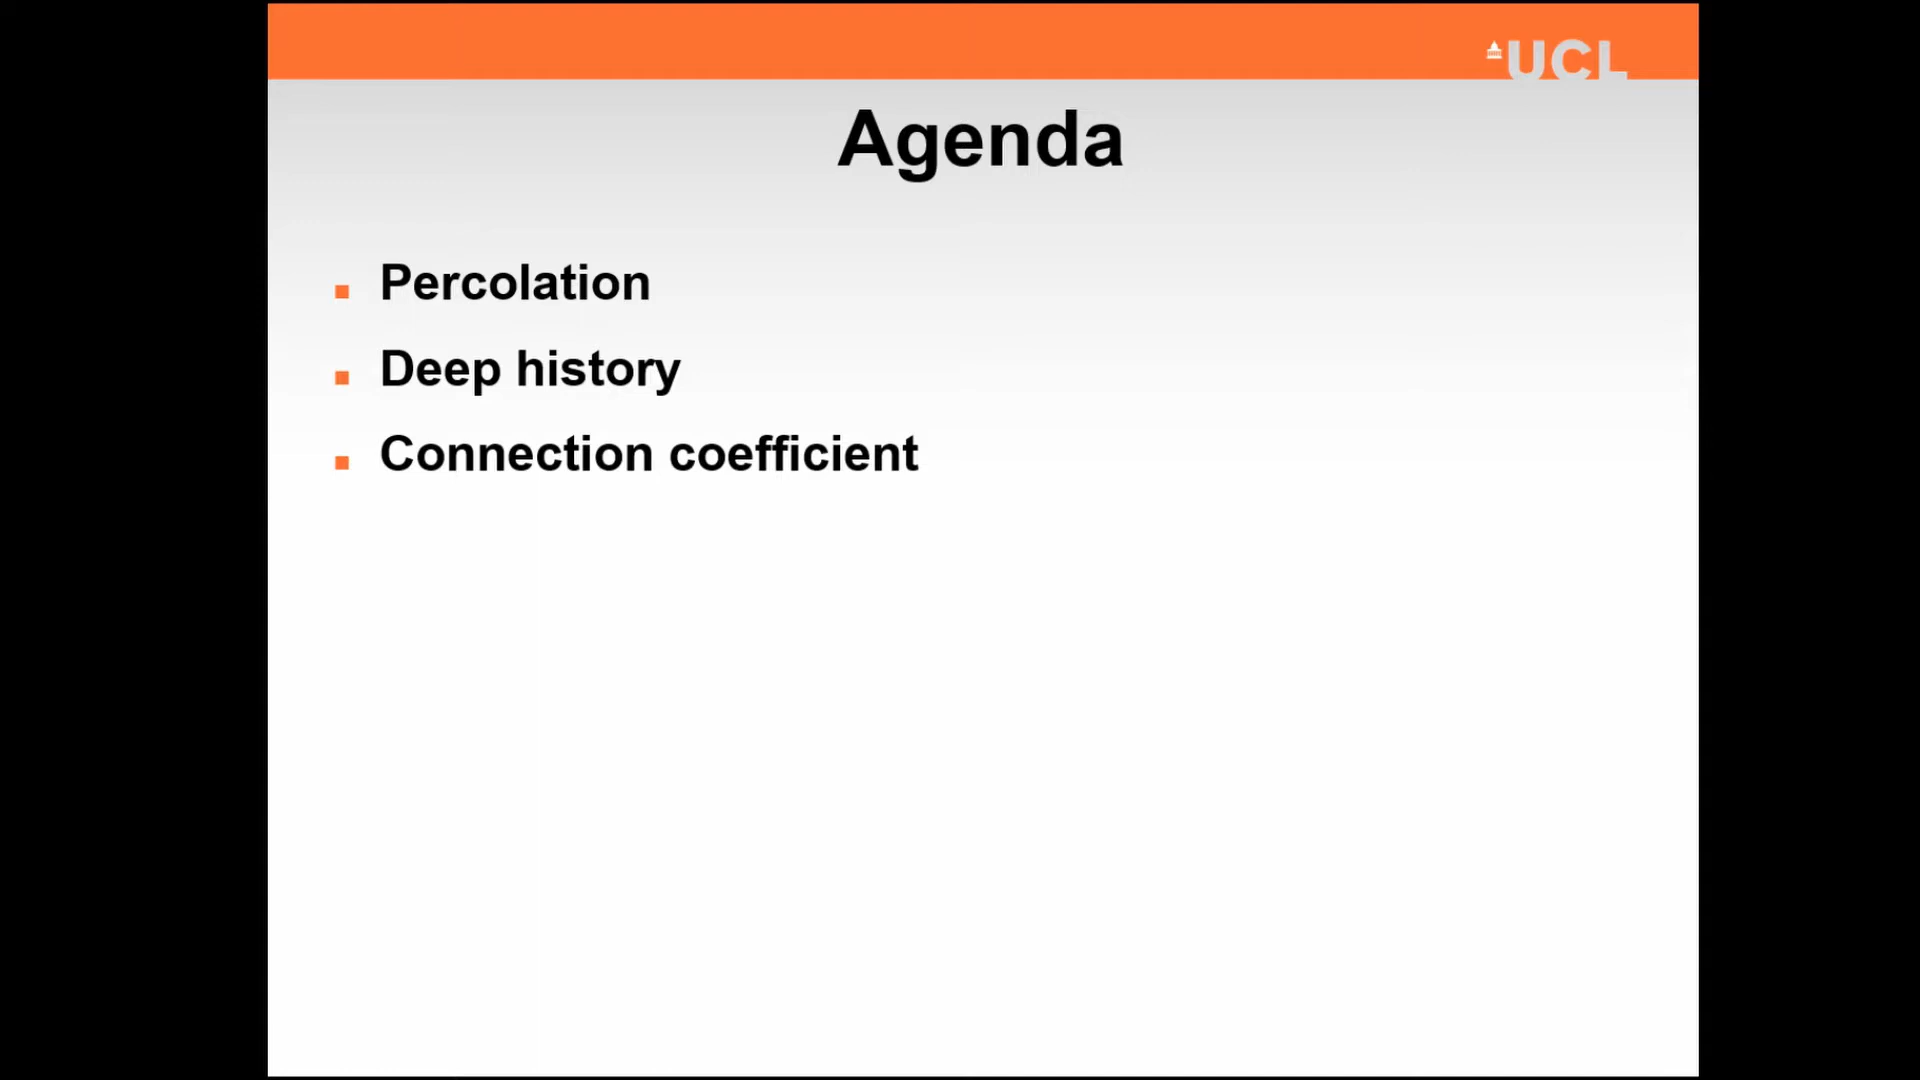 UCL
Agenda
Percolation
Deep history
Connection coefficient